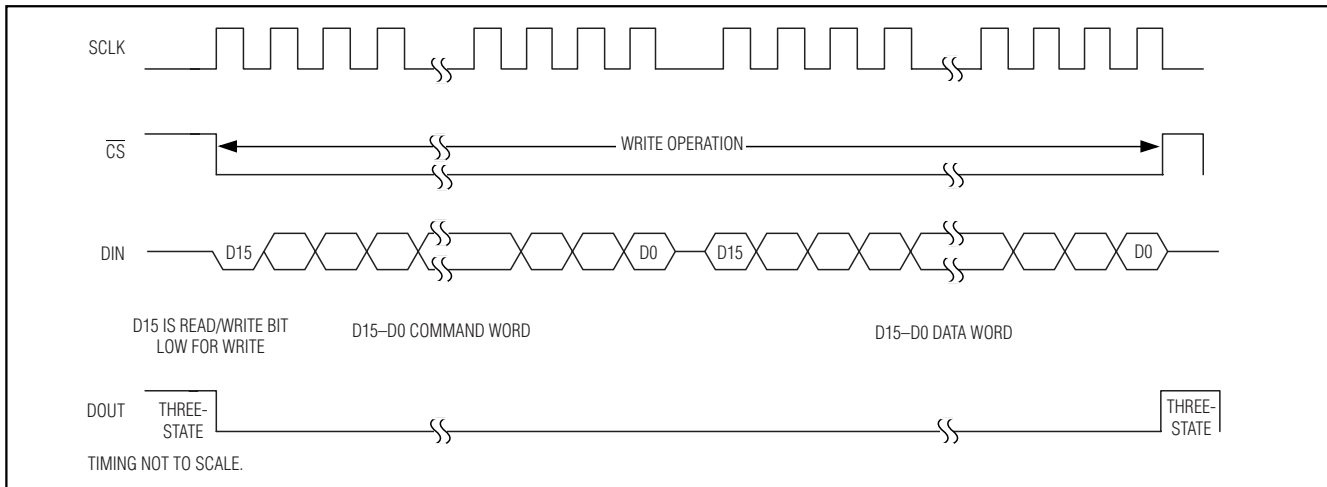 SCLK
CS
WRITE OPERATION
DIN
D15
D0
D15
D0
D15 IS READ/WRITE BIT
LOW FOR WRITE
D15–D0 COMMAND WORD
D15–D0 DATA WORD
DOUT
THREE-
STATE
THREE-
STATE
TIMING NOT TO SCALE.